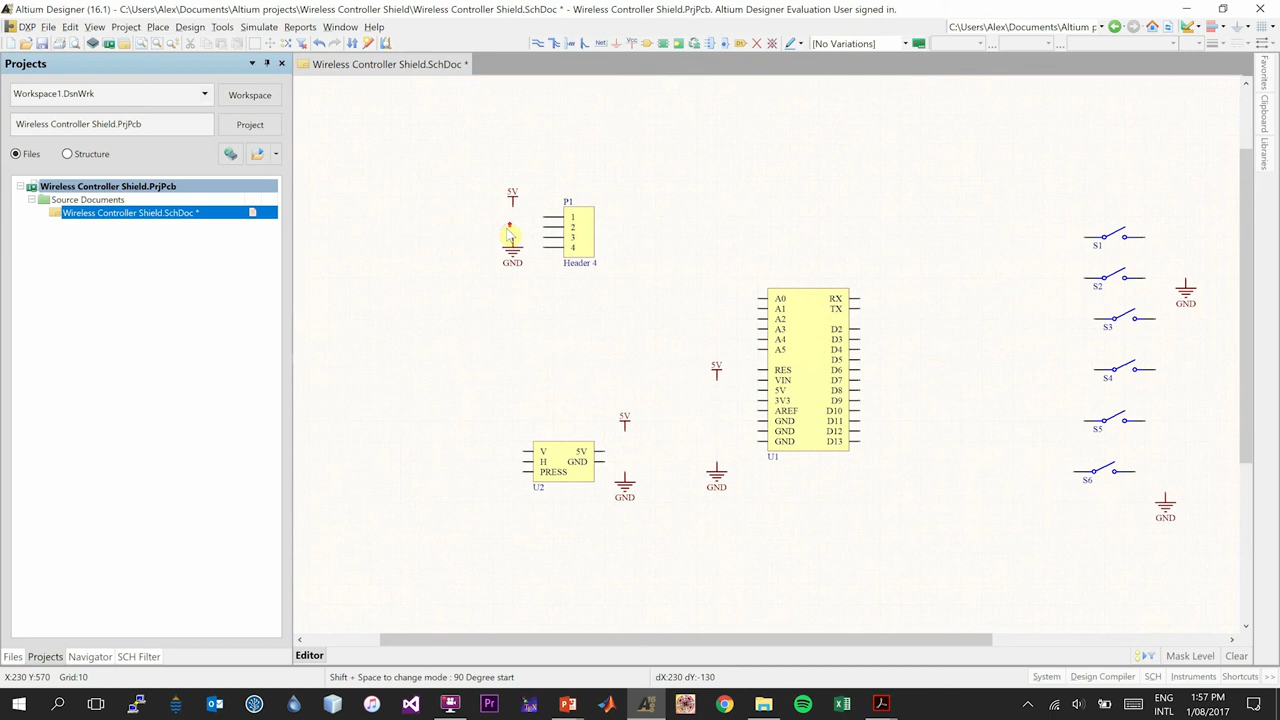 Altium Designer (16.1) - C:\Users\Alex\Documents\Altium projects\Wireless Controller Shield\Wireless Controller Shield.SchDoc * - Wireless Controller Shield.PrjPcb. Altium Designer Evaluation User signed in.
DXP File Edit View Project Place Design Tools Simulate Reports Window Help
C:\Users\Alex\Documents\Altium p
[No Variations]
Projects
Wireless Controller Shield.SchDoc *
Workspace1.DsnWrk
Workspace
Wireless Controller Shield.PrjPcb
Project
Files
Structure
Wireless Controller Shield.PrjPcb
Source Documents
Wireless Controller Shield.SchDoc *
5V
GND
P1
1
2
3
4
Header 4
V 5V
H GND
PRESS
U2
5V
GND
5V
GND
A0 RX
A1 TX
A2
A3 D2
A4 D3
A5 D4
D5
RES D6
VIN D7
5V D8
3V3 D9
AREF D10
GND D11
GND D12
GND D13
U1
S1
S2
S3
S4
S5
S6
GND
GND
Favorites
Clipboard
Libraries
Files Projects Navigator SCH Filter
Editor
Mask Level Clear
X:230 Y:570 Grid:10
Shift + Space to change mode : 90 Degree start
dX:230 dY:-130
System Design Compiler SCH Instruments Shortcuts >>
ENG
INTL
1:57 PM
1/08/2017